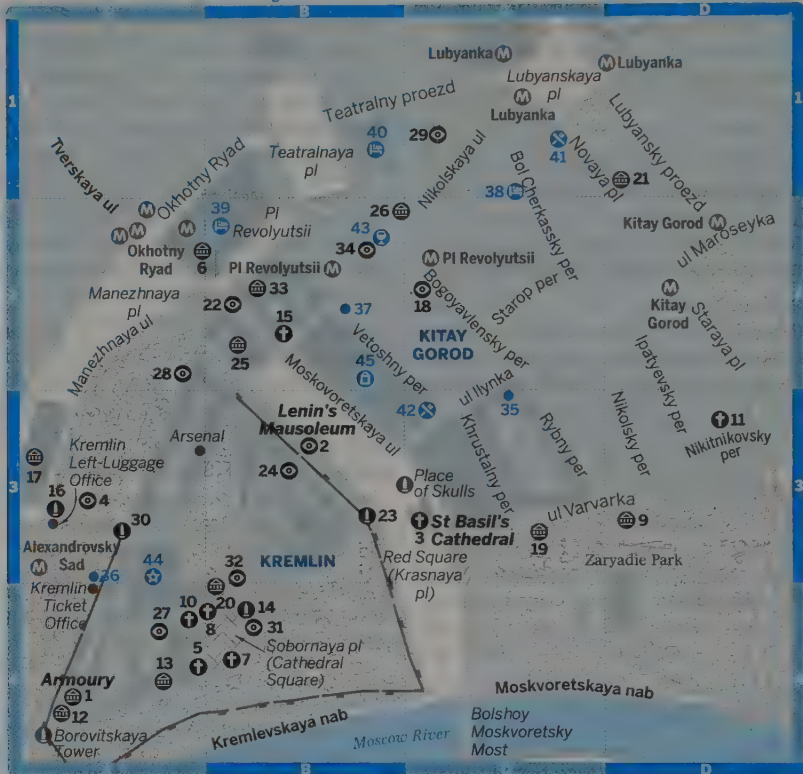 B
D
Lubyanka
Lubyanka
Lubyanskaya
pl
Lubyanka
1
1
Teatralny proezd
40
29
Teatralnaya
pl
Nikolskaya ul
41
Novaya pl
Lubyansky proezd
21
Bol Cherkassky per
38
Tverskaya ul
Okhotny Ryad
39
Pl
Revolyutsii
26
43
34
Kitay Gorod
ul Maroseyka
Okhotny
Ryad
6
Pl Revolyutsii
Pl Revolyutsii
Manezhnaya
pl
33
22
15
37
18
Bogoyavlensky per
Starop per
Kitay
Gorod
Staraya pl
Manezhnaya ul
25
Vetoshny per
KITAY
GOROD
Ipatyevsky per
28
45
Moskovoretskaya ul
ul Ilynka
35
Lenin's
Mausoleum
2
42
Khrustalny per
Rybny per
Nikolsky per
11
Nikitnikovsky
per
Arsenal
Kremlin
Left-Luggage
Office
17
3
3
24
16
4
Place
of Skulls
30
23
St Basil's
Cathedral
3
ul Varvarka
9
19
Alexandrovsky
Sad
44
32
KREMLIN
Red Square
(Krasnaya
pl)
Zaryadie Park
36
Kremlin
Ticket
Office
10
20
14
27
8
31
5
7
Sobornaya pl
(Cathedral
Square)
13
Armoury
1
12
Moskvoretskaya nab
Borovitskaya
Tower
Kremlevskaya nab
Moscow River
Bolshoy
Moskvoretsky
Most
B
D